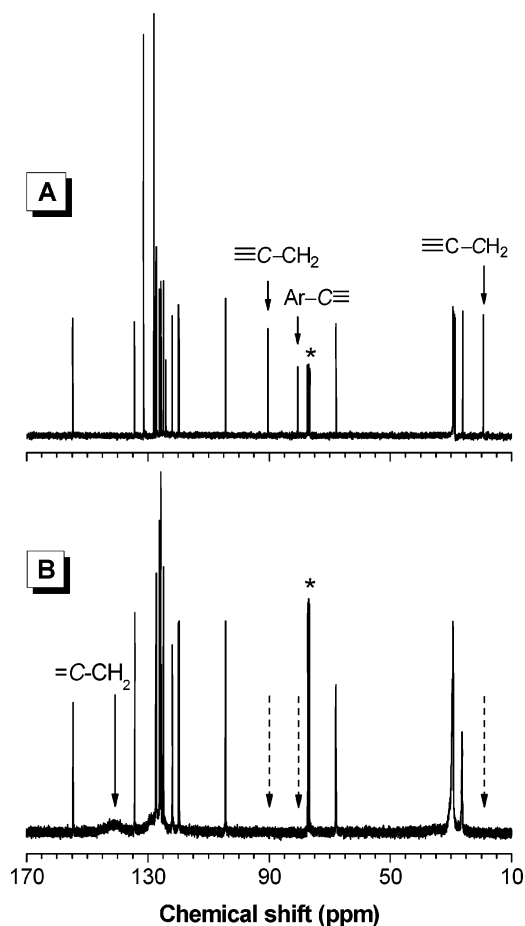 A
≡C–CH₂
≡C–CH₂
Ar–C≡
*
B
*
=C-CH₂
170 130 90 50 10
Chemical shift (ppm)